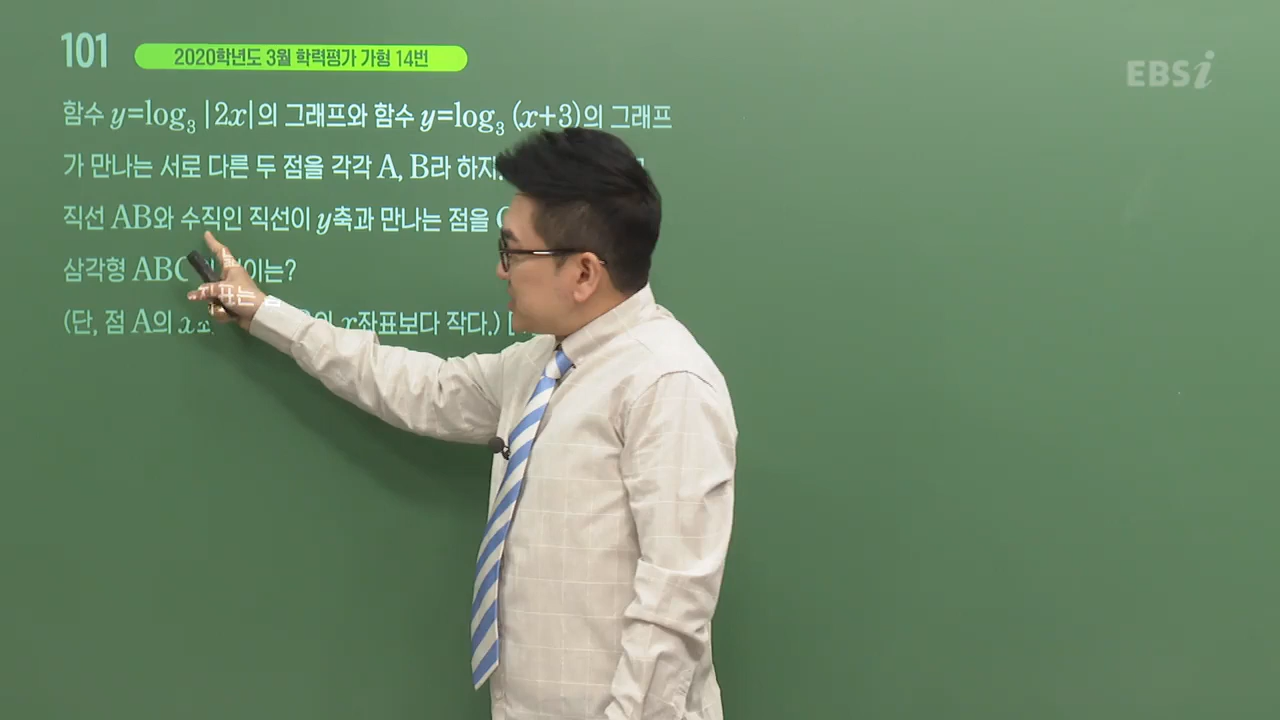 101
2020학년도 3월 학력평가 가형 14번
EBSi
함수 y=log₃ |2x|의 그래프와 함수 y=log₃ (x+3)의 그래프
가 만나는 서로 다른 두 점을 각각 A, B라 하자.
직선 AB와 수직인 직선이 y축과 만나는 점을
삼각형 ABC
(단, 점 A의 x좌표는 x좌표보다 작다.)